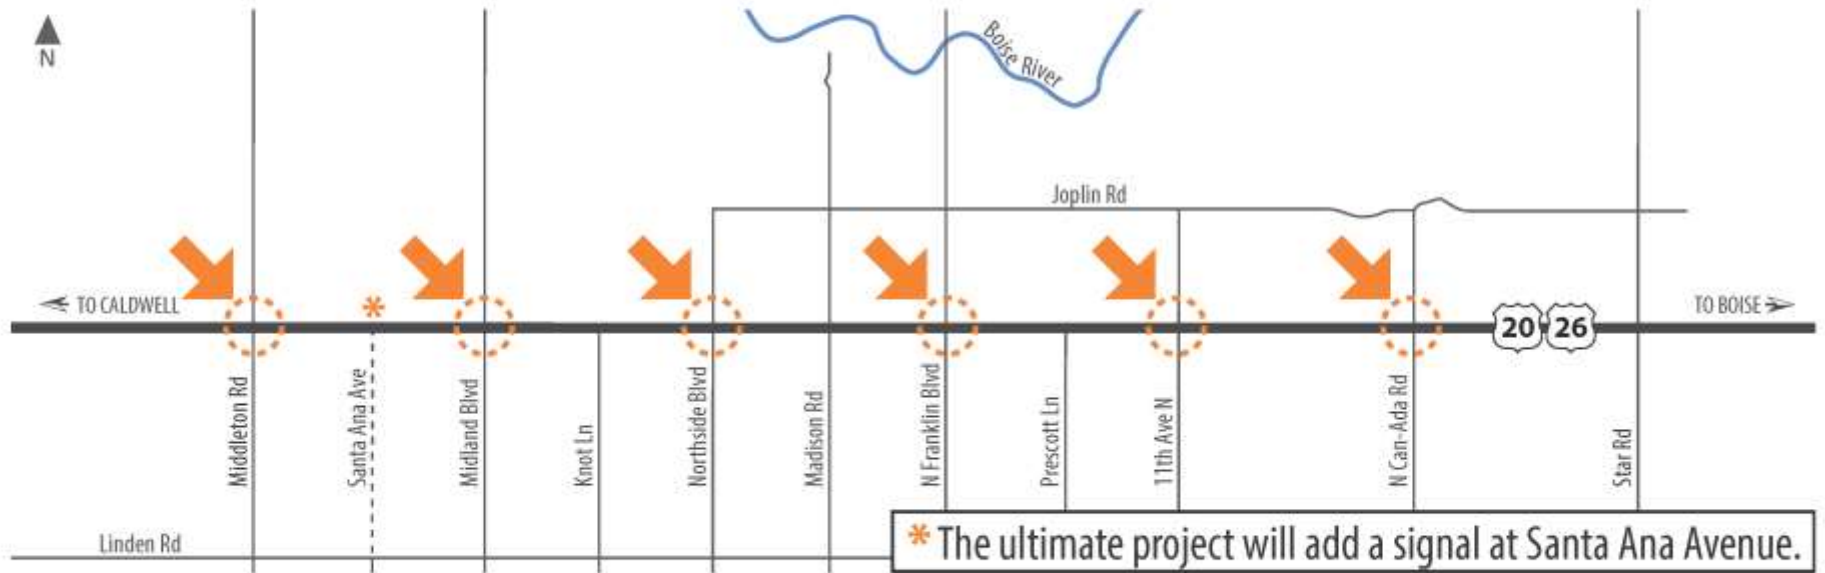 N
Boise River
Joplin Rd
TO CALDWELL
*
TO BOISE
20 26
Middleton Rd
Santa Ana Ave
Midland Blvd
Knot Ln
Northside Blvd
Madison Rd
N Franklin Blvd
Prescott Ln
11th Ave N
N Can-Ada Rd
Star Rd
Linden Rd
* The ultimate project will add a signal at Santa Ana Avenue.